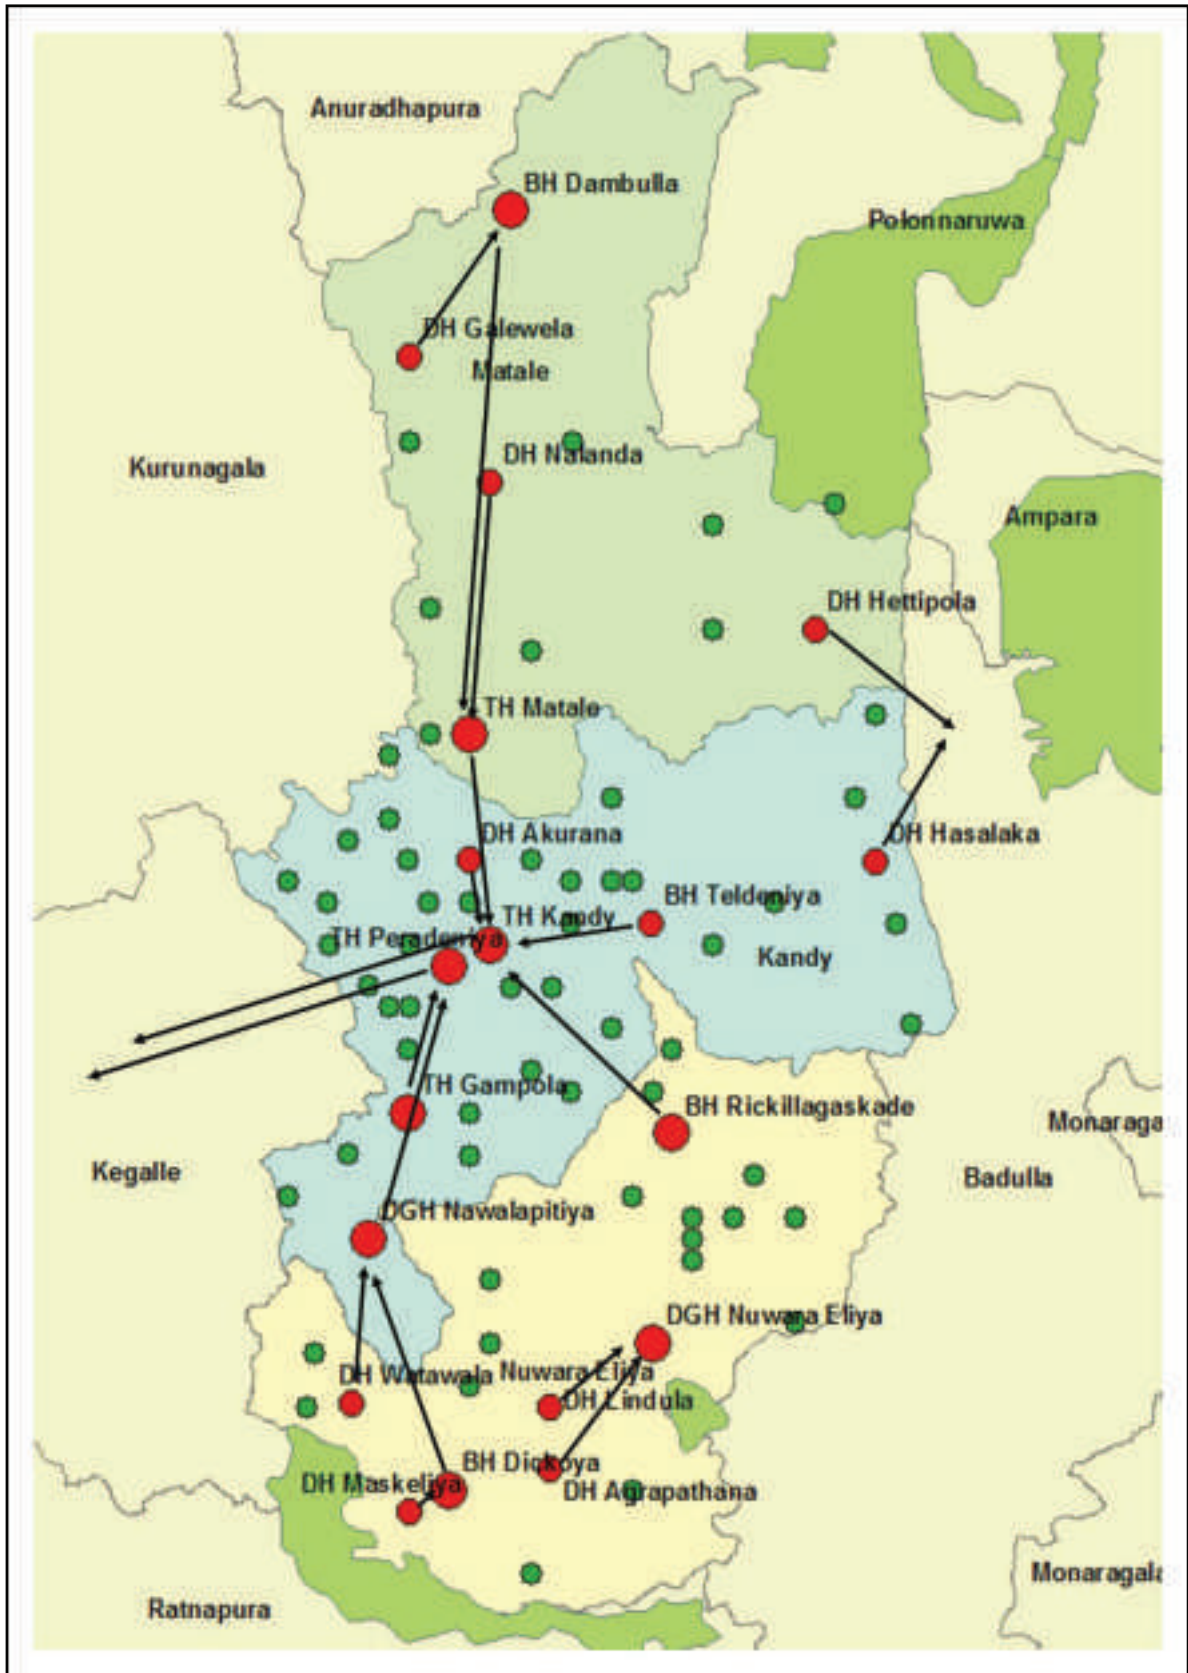 Anuradhapura
BH Dambulla
Polonnaruwa
DH Galewela
Matale
DH Nalanda
Kurunagala
Ampara
DH Hettipola
TH Matale
DH Akurana
DH Hasalaka
BH Teldeniya
TH Kandy
TH Peradeniya
Kandy
TH Gampola
BH Rickillagaskade
Monaraga
Kegalle
Badulla
DGH Nawalapitiya
DGH Nuwara Eliya
DH Watawala
Nuwara Eliya
DH Lindula
BH Dickoya
DH Maskeliya
DH Agrapathana
Monaragala
Ratnapura